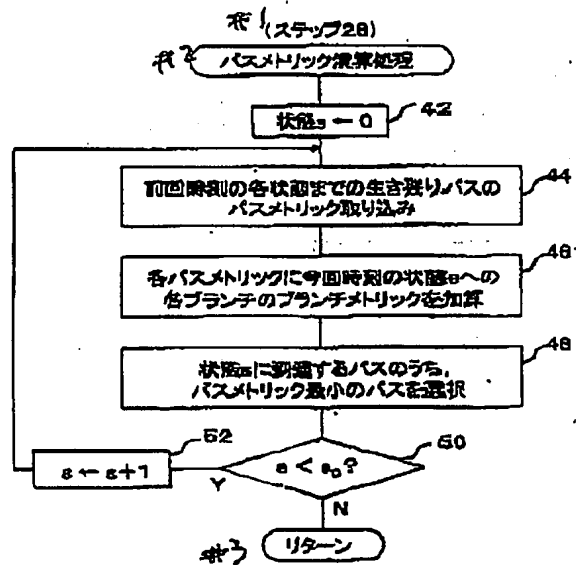 #1
(ステップ28)
#2
パスメトリック演算処理
42
状態s ← 0
44
前回時刻の各状態までの生き残りパスの
パスメトリック取り込み
46
各パスメトリックに今回時刻の状態sへの
各ブランチのブランチメトリックを加算
48
状態sに到達するパスのうち,
パスメトリック最小のパスを選択
52
s ← s+1
50
s < s₀?
Y
N
#3
リターン